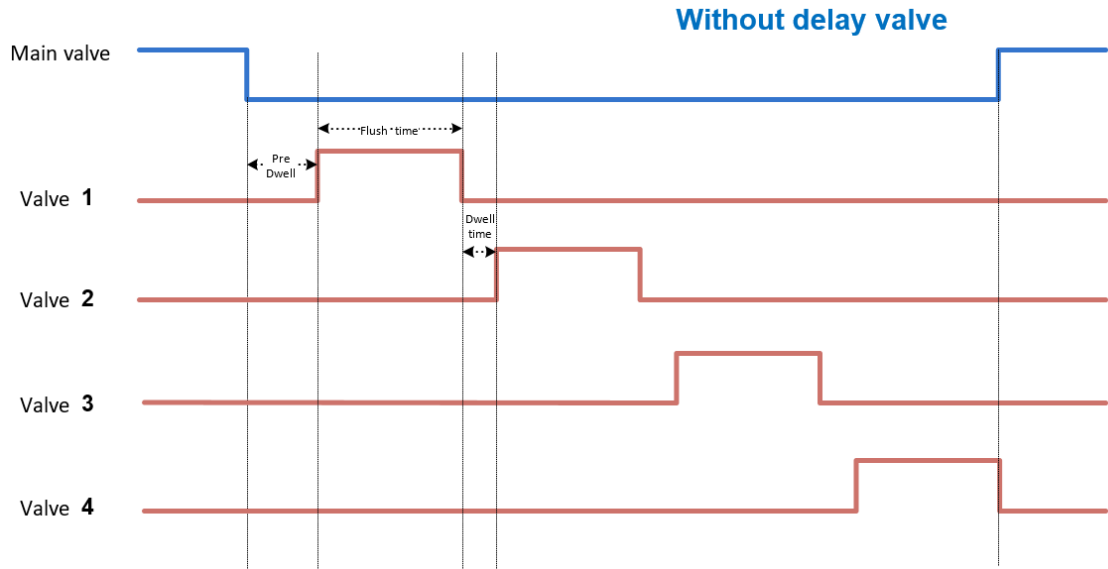 Without delay valve
Main valve
Flush time
Pre
Dwell
Valve 1
Dwell
time
Valve 2
Valve 3
Valve 4